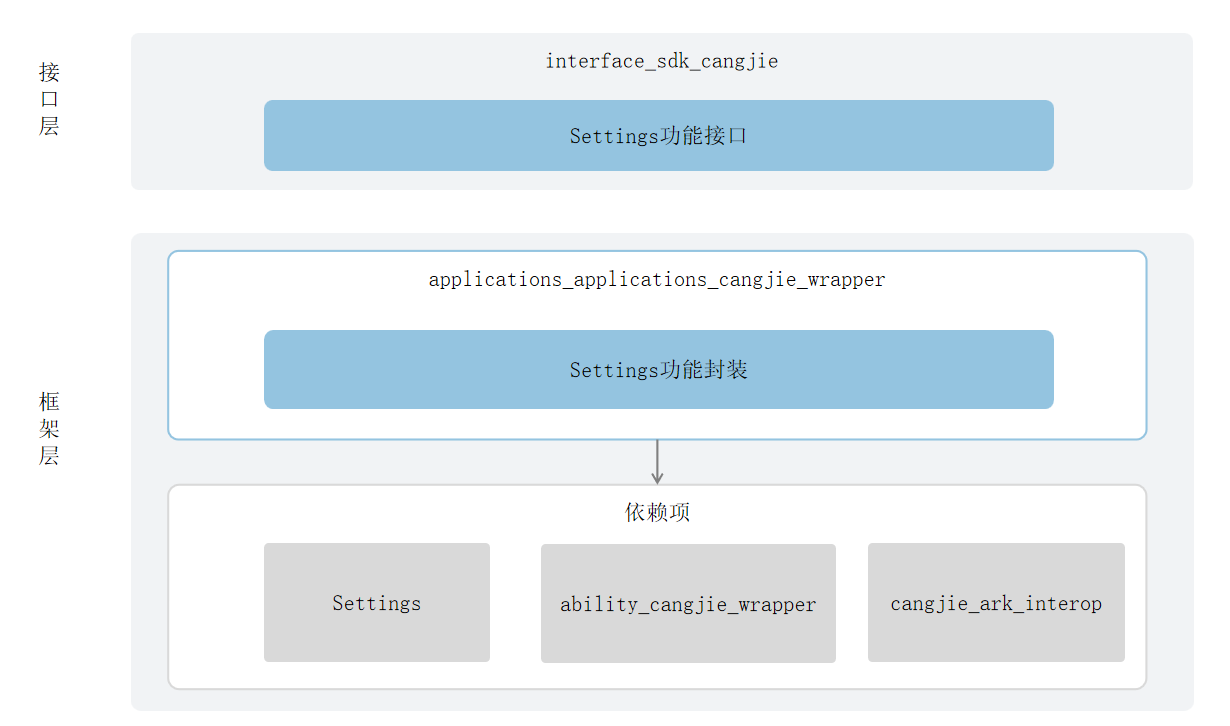 接口层
interface_sdk_cangjie
Settings功能接口
框架层
applications_applications_cangjie_wrapper
Settings功能封装
依赖项
Settings
ability_cangjie_wrapper
cangjie_ark_interop